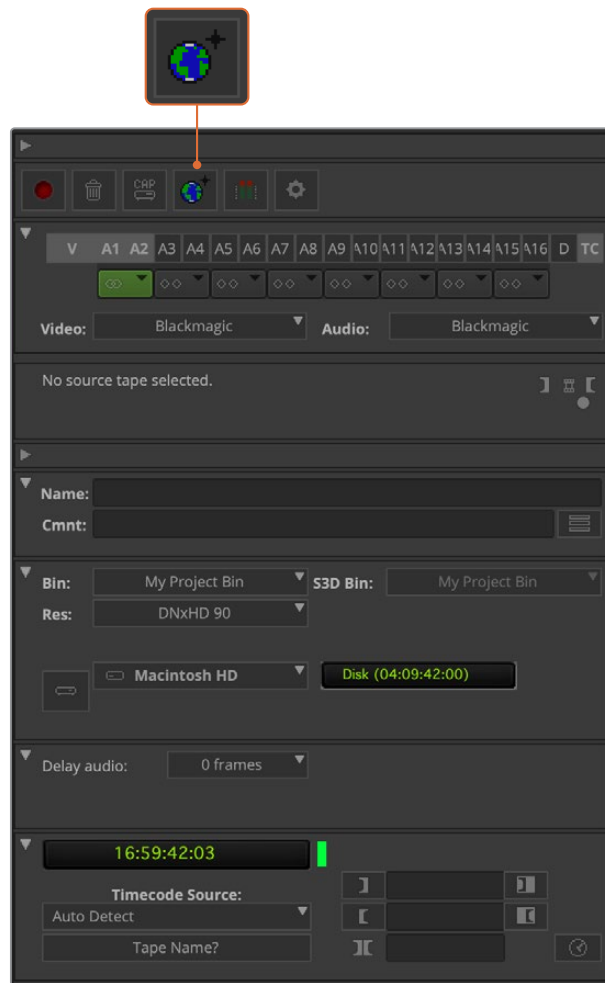 CAP
V A1 A2 A3 A4 A5 A6 A7 A8 A9 A10 A11 A12 A13 A14 A15 A16 D TC
Video: Blackmagic Audio: Blackmagic
No source tape selected.
Name:
Cmnt:
Bin: My Project Bin S3D Bin: My Project Bin
Res: DNxHD 90
Macintosh HD Disk (04:09:42:00)
Delay audio: 0 frames
16:59:42:03
Timecode Source:
Auto Detect
Tape Name?